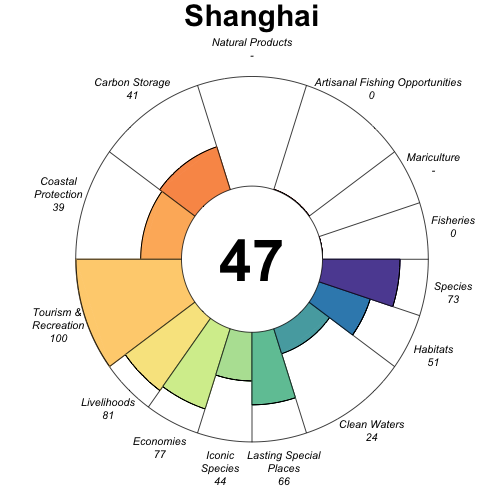 Shanghai
Natural Products
-
Artisanal Fishing Opportunities
0
Carbon Storage
41
Mariculture
-
Coastal
Protection
39
Fisheries
0
47
Species
73
Tourism &
Recreation
100
Habitats
51
Livelihoods
81
Clean Waters
24
Economies
77
Iconic
Species
44
Lasting Special
Places
66